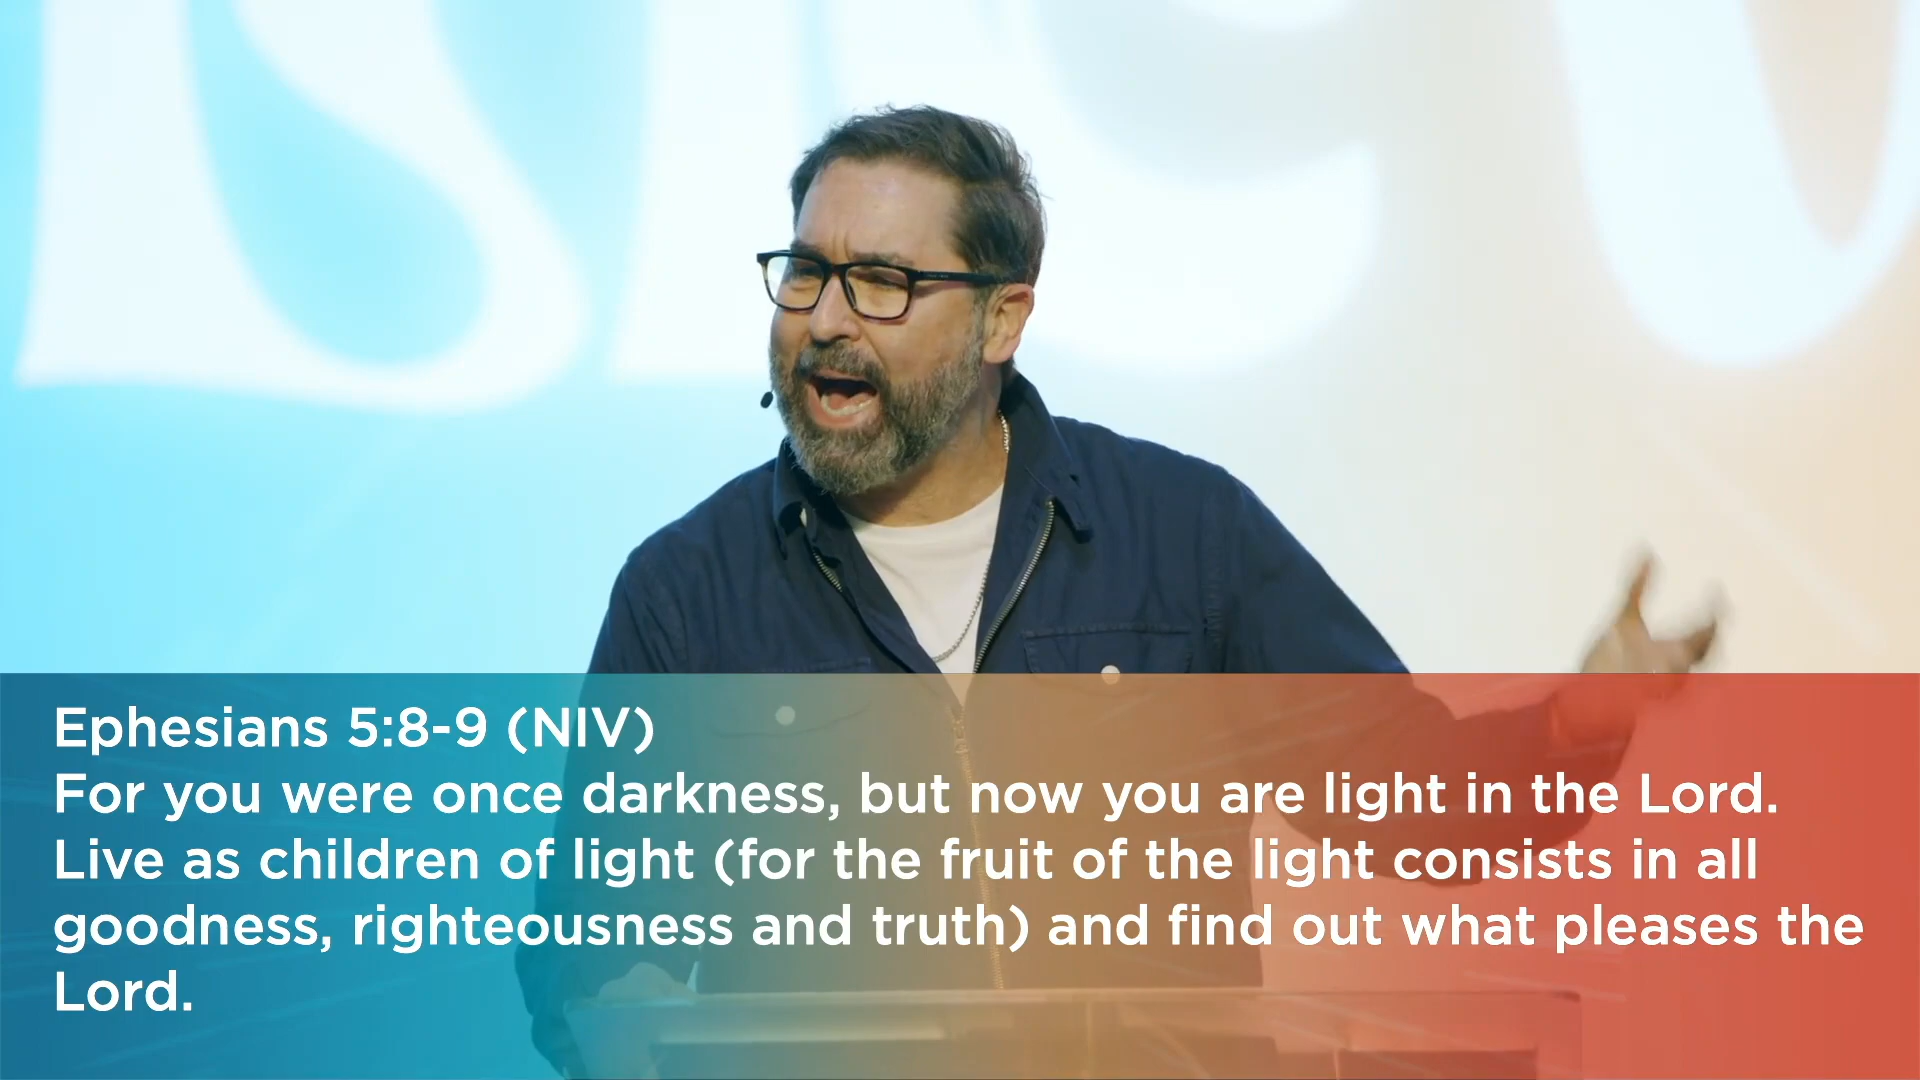 Ephesians 5:8-9 (NIV)
For you were once darkness, but now you are light in the Lord.
Live as children of light (for the fruit of the light consists in all
goodness, righteousness and truth) and find out what pleases the
Lord.